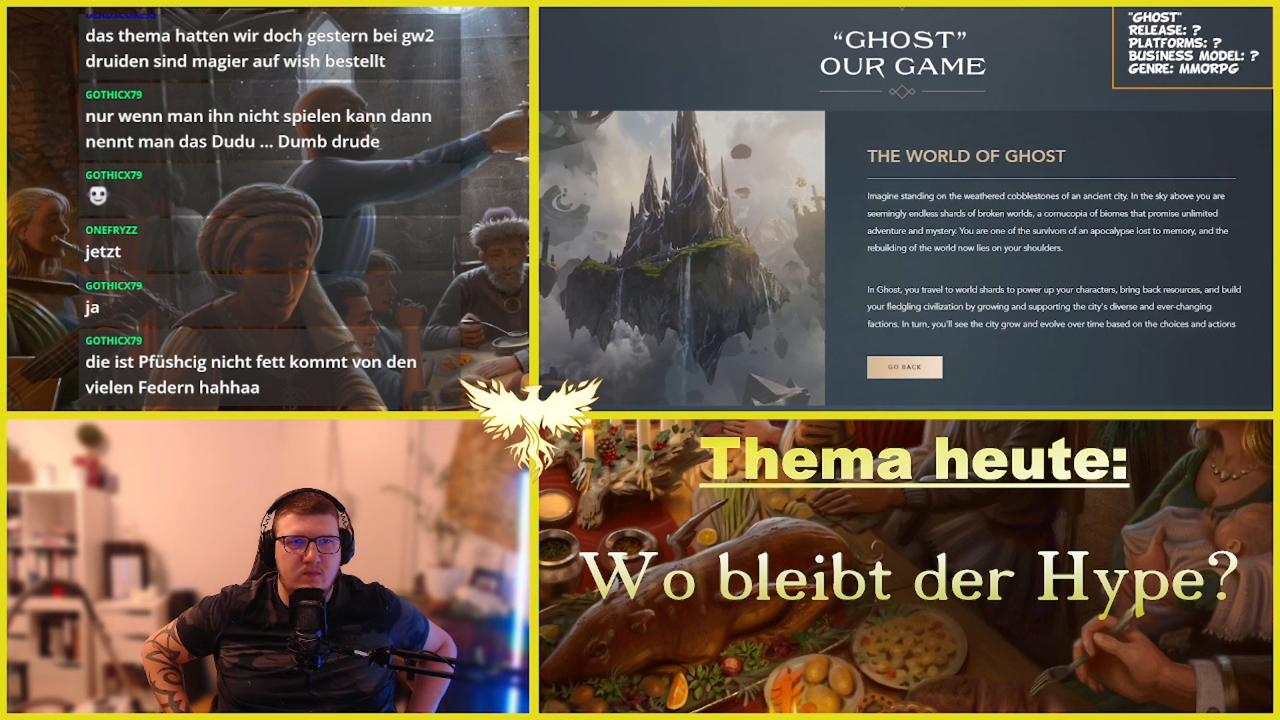 das thema hatten wir doch gestern bei gw2
druiden sind magier auf wish bestellt
GOTHICX79
nur wenn man ihn nicht spielen kann dann
nennt man das Dudu ... Dumb drude
GOTHICX79
ONEFRYZZ
jetzt
GOTHICX79
ja
GOTHICX79
die ist Pfüshcig nicht fett kommt von den
vielen Federn hahhaa
"GHOST"
OUR GAME
"GHOST"
RELEASE: ?
PLATFORMS: ?
BUSINESS MODEL: ?
GENRE: MMORPG
THE WORLD OF GHOST
Imagine standing on the weathered cobblestones of an ancient city. In the sky above you are
seemingly endless shards of broken worlds, a cornucopia of biomes that promise unlimited
adventure and mystery. You are one of the survivors of an apocalypse lost to memory, and the
rebuilding of the world now lies on your shoulders.
In Ghost, you travel to world shards to power up your characters, bring back resources, and build
your fledgling civilization by growing and supporting the city's diverse and ever-changing
factions. In turn, you'll see the city grow and evolve over time based on the choices and actions
GO BACK
Thema heute:
Wo bleibt der Hype?